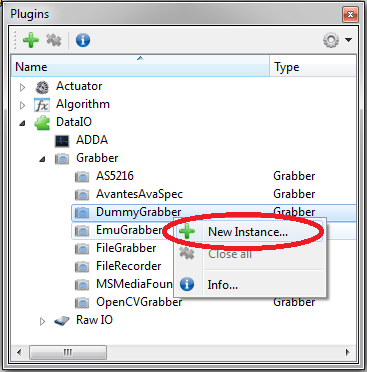 Plugins
Name Type
Actuator
Algorithm
DataIO
ADDA
Grabber
AS5216 Grabber
AvantesAvaSpec Grabber
DummyGrabber Grabber
EmuGrabber
New Instance...
FileGrabber
Close all
FileRecorder
MSMediaFoun
Info...
OpenCVGrabber Grabber
Raw IO